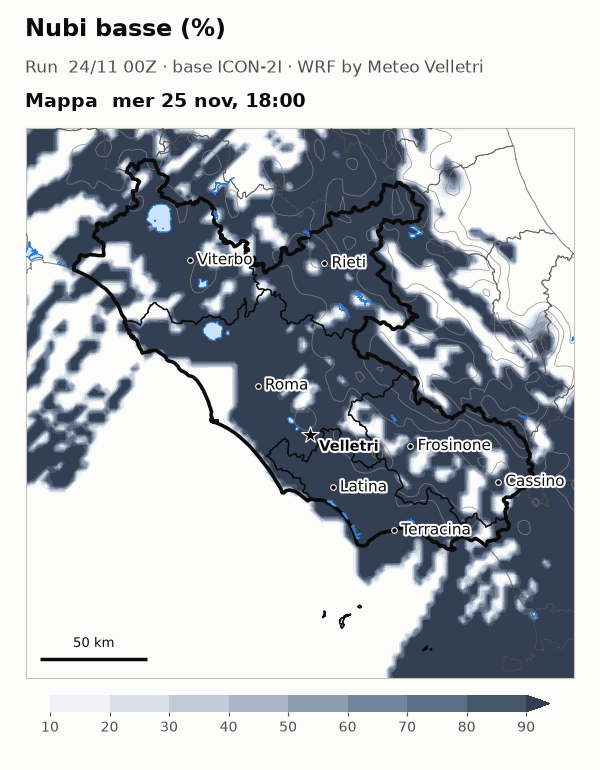 Nubi basse (%)
Run 24/11 00Z · base ICON-2I · WRF by Meteo Velletri
Mappa mer 25 nov, 18:00
Viterbo
Rieti
Roma
Velletri
Frosinone
Latina
Cassino
Terracina
50 km
10 20 30 40 50 60 70 80 90